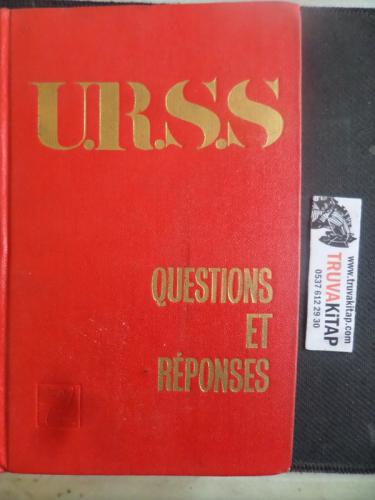 U.R.S.S
QUESTIONS
ET
RÉPONSES
www.truvakitap.com
TRUVAKITAP
0537 612 29 30